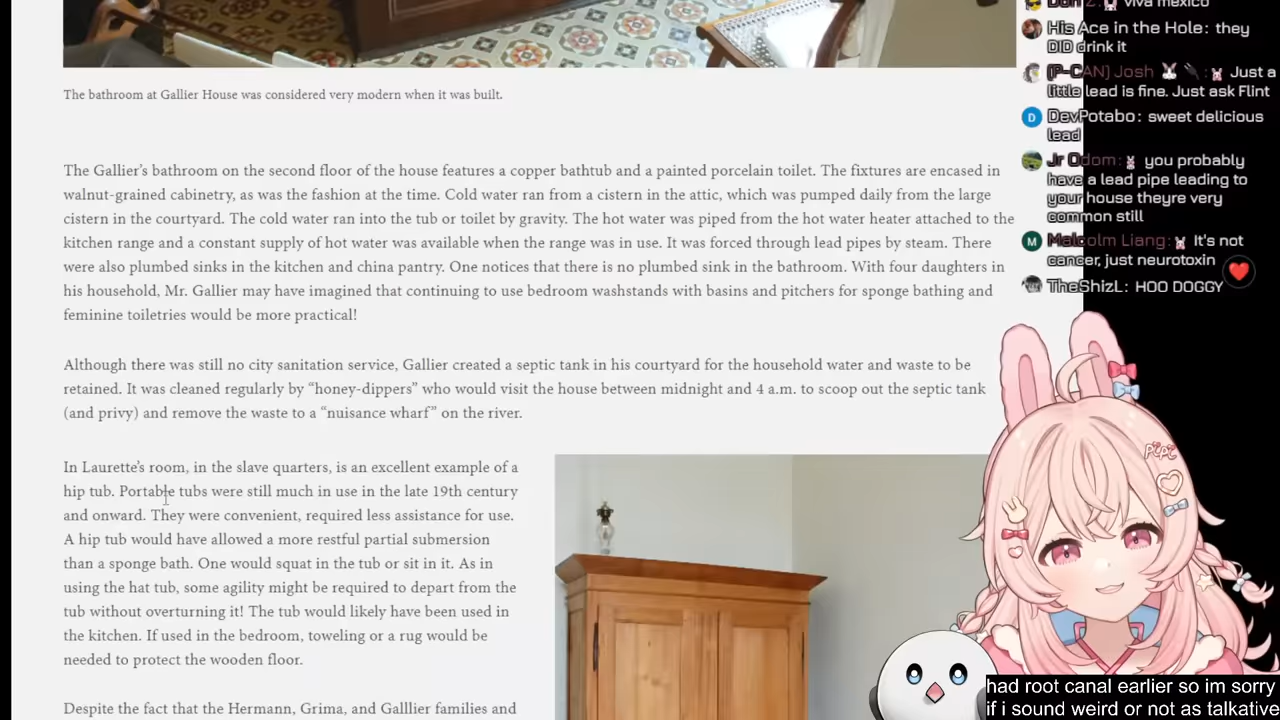 The bathroom at Gallier House was considered very modern when it was built.
The Gallier’s bathroom on the second floor of the house features a copper bathtub and a painted porcelain toilet. The fixtures are encased in
walnut-grained cabinetry, as was the fashion of the time. Cold water ran from a cistern in the attic, which was pumped daily from the large
cistern in the courtyard. The cold water ran into the tub or toilet by gravity. The hot water was piped from the hot water heater attached to the
kitchen range and a constant supply of hot water was available when the range was in use. It was forced through lead pipes by steam. There
were also plumbed sinks in the kitchen and china pantry. One notices that there is no plumbed sink in the bathroom. With four daughters in
his household, Mr. Gallier may have imagined that continuing to use bedroom washstands with basins and pitchers for sponge bathing and
feminine toiletries would be more practical!
Although there was still no city sanitation service, Gallier created a septic tank in his courtyard for the household water and waste to be
retained. It was cleaned regularly by “honey-dippers” who would visit the house between midnight and 4 a.m. to scoop out the septic tank
(and privy) and remove the waste to a “nuisance wharf” on the river.
In Laurette’s room, in the slave quarters, is an excellent example of a
hip tub. Portable tubs were still much in use in the late 19th century
and onward. They were convenient, required less assistance for use.
A hip tub would have allowed a more restful partial submersion
than a sponge bath. One would squat in the tub or sit in it. As in
using the hat tub, some agility might be required to depart from the
tub without overturning it! The tub would likely have been used in
the kitchen. If used in the bedroom, toweling or a rug would be
needed to protect the wooden floor.
Despite the fact that the Hermann, Grima, and Galllier families and
viva mexico
His Ace in the Hole: they
DID drink it
(P-CAN) Josh : Just a
little lead is fine. Just ask Flint
D DevPotabo: sweet delicious
lead
Jr Odom: you probably
have a lead pipe leading to
your house theyre very
common still
M Malcolm Liang: It's not
cancer, just neurotoxin
TheShizL: HOO DOGGY
Pipi
had root canal earlier so im sorry
if i sound weird or not as talkative